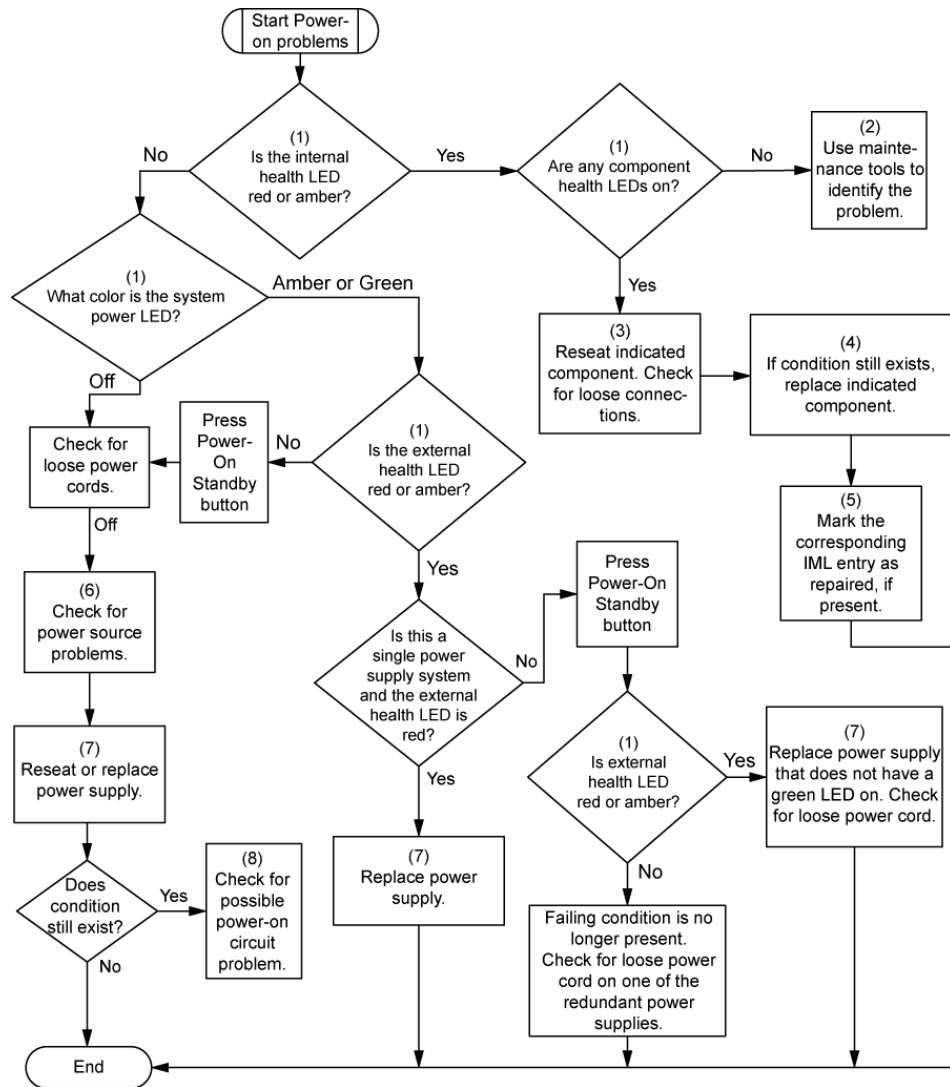 Start Power-
on problems
(1)
Is the internal
health LED
red or amber?
No
Yes
(1)
Are any component
health LEDs on?
No
(2)
Use mainte-
nance tools to
identify the
problem.
(1)
What color is the system
power LED?
Amber or Green
Off
Yes
(3)
Reseat indicated
component. Check
for loose connec-
tions.
(4)
If condition still exists,
replace indicated
component.
(5)
Mark the
corresponding
IML entry as
repaired, if
present.
Check for
loose power
cords.
Press
Power-
On
Standby
button
No
(1)
Is the external
health LED
red or amber?
Off
Yes
(6)
Check for
power source
problems.
Is this a
single power
supply system
and the external
health LED is
red?
No
Press
Power-On
Standby
button
Yes
(7)
Reseat or replace
power supply.
(1)
Is external
health LED
red or amber?
Yes
(7)
Replace power supply
that does not have a
green LED on. Check
for loose power cord.
No
(7)
Replace power
supply.
Does
condition
still exist?
Yes
(8)
Check for
possible
power-on
circuit
problem.
No
Failing condition is no
longer present.
Check for loose power
cord on one of the
redundant power
supplies.
End